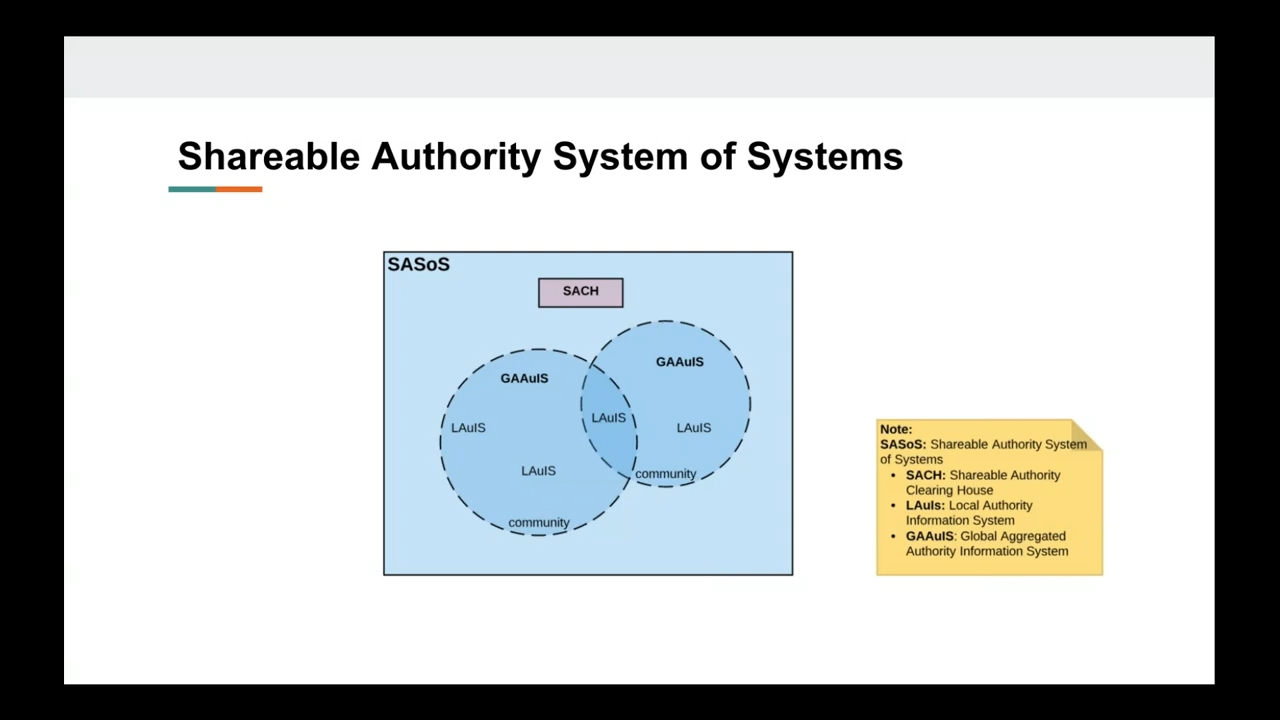 Shareable Authority System of Systems
SASoS
SACH
GAAuIS
GAAuIS
LAuIS
LAuIS
LAuIS
LAuIS
community
community
Note:
SASoS: Shareable Authority System
of Systems
• SACH: Shareable Authority
Clearing House
• LAuIs: Local Authority
Information System
• GAAuIS: Global Aggregated
Authority Information System